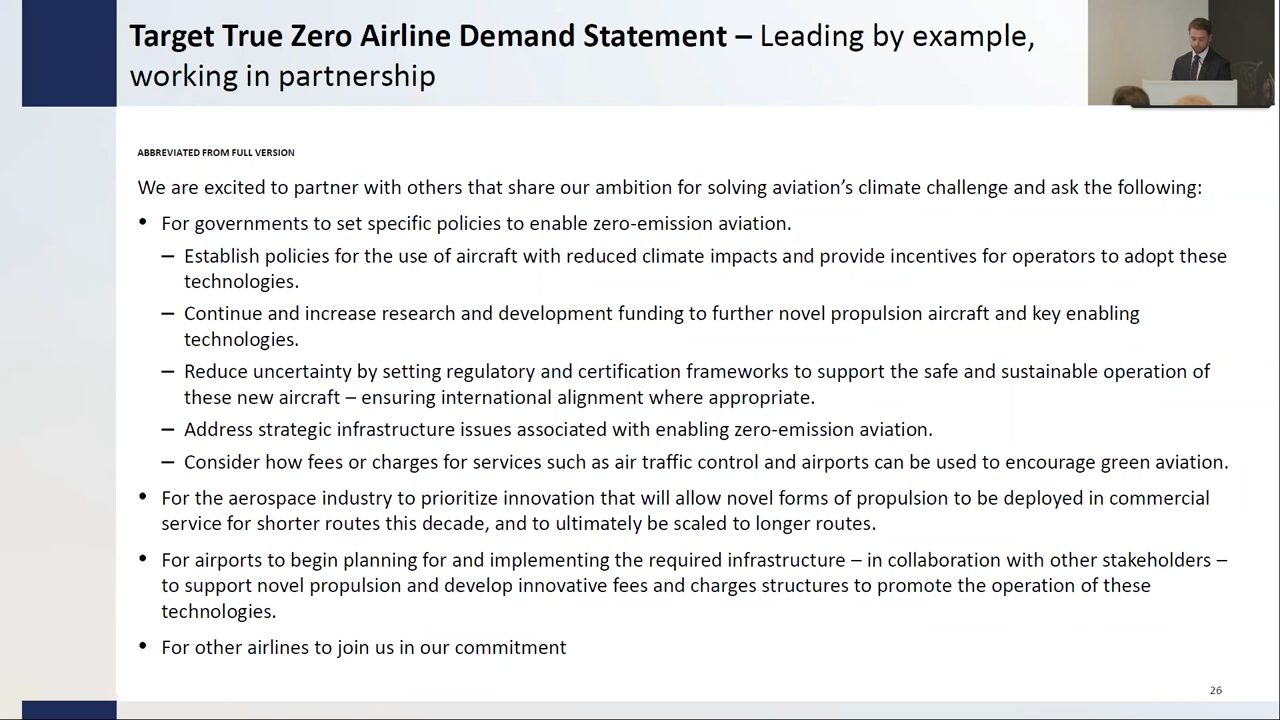 Target True Zero Airline Demand Statement – Leading by example,
working in partnership
ABBREVIATED FROM FULL VERSION
We are excited to partner with others that share our ambition for solving aviation's climate challenge and ask the following:
• For governments to set specific policies to enable zero-emission aviation.
– Establish policies for the use of aircraft with reduced climate impacts and provide incentives for operators to adopt these
technologies.
– Continue and increase research and development funding to further novel propulsion aircraft and key enabling
technologies.
– Reduce uncertainty by setting regulatory and certification frameworks to support the safe and sustainable operation of
these new aircraft – ensuring international alignment where appropriate.
– Address strategic infrastructure issues associated with enabling zero-emission aviation.
– Consider how fees or charges for services such as air traffic control and airports can be used to encourage green aviation.
• For the aerospace industry to prioritize innovation that will allow novel forms of propulsion to be deployed in commercial
service for shorter routes this decade, and to ultimately be scaled to longer routes.
• For airports to begin planning for and implementing the required infrastructure – in collaboration with other stakeholders –
to support novel propulsion and develop innovative fees and charges structures to promote the operation of these
technologies.
• For other airlines to join us in our commitment
26